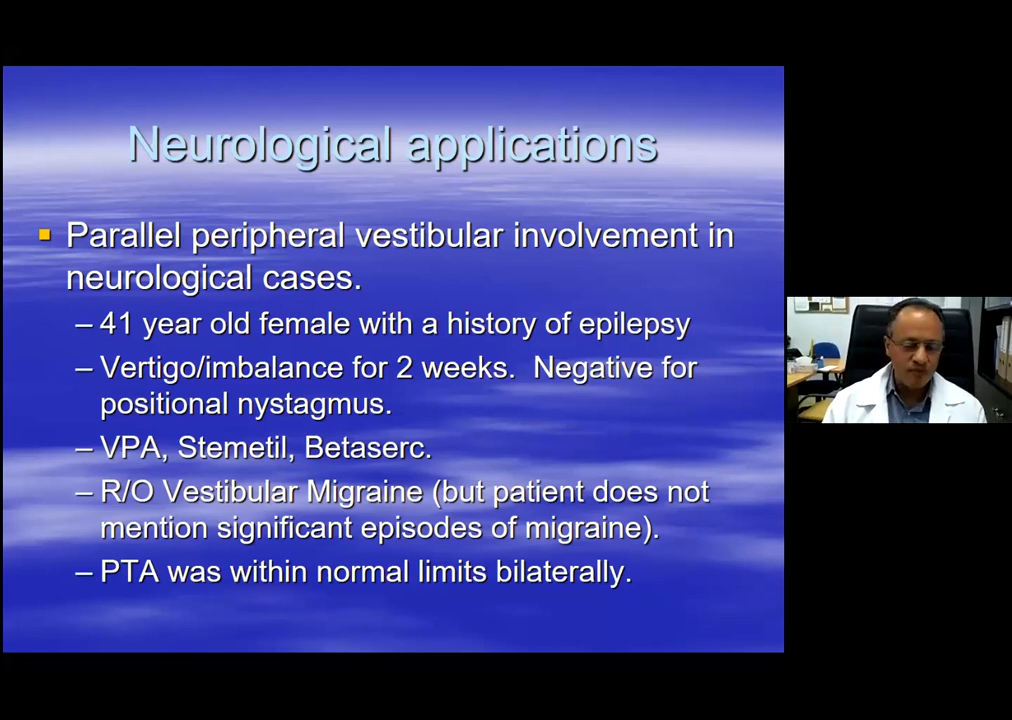 Neurological applications
Parallel peripheral vestibular involvement in
neurological cases.
– 41 year old female with a history of epilepsy
– Vertigo/imbalance for 2 weeks. Negative for
positional nystagmus.
– VPA, Stemetil, Betaserc.
– R/O Vestibular Migraine (but patient does not
mention significant episodes of migraine).
– PTA was within normal limits bilaterally.